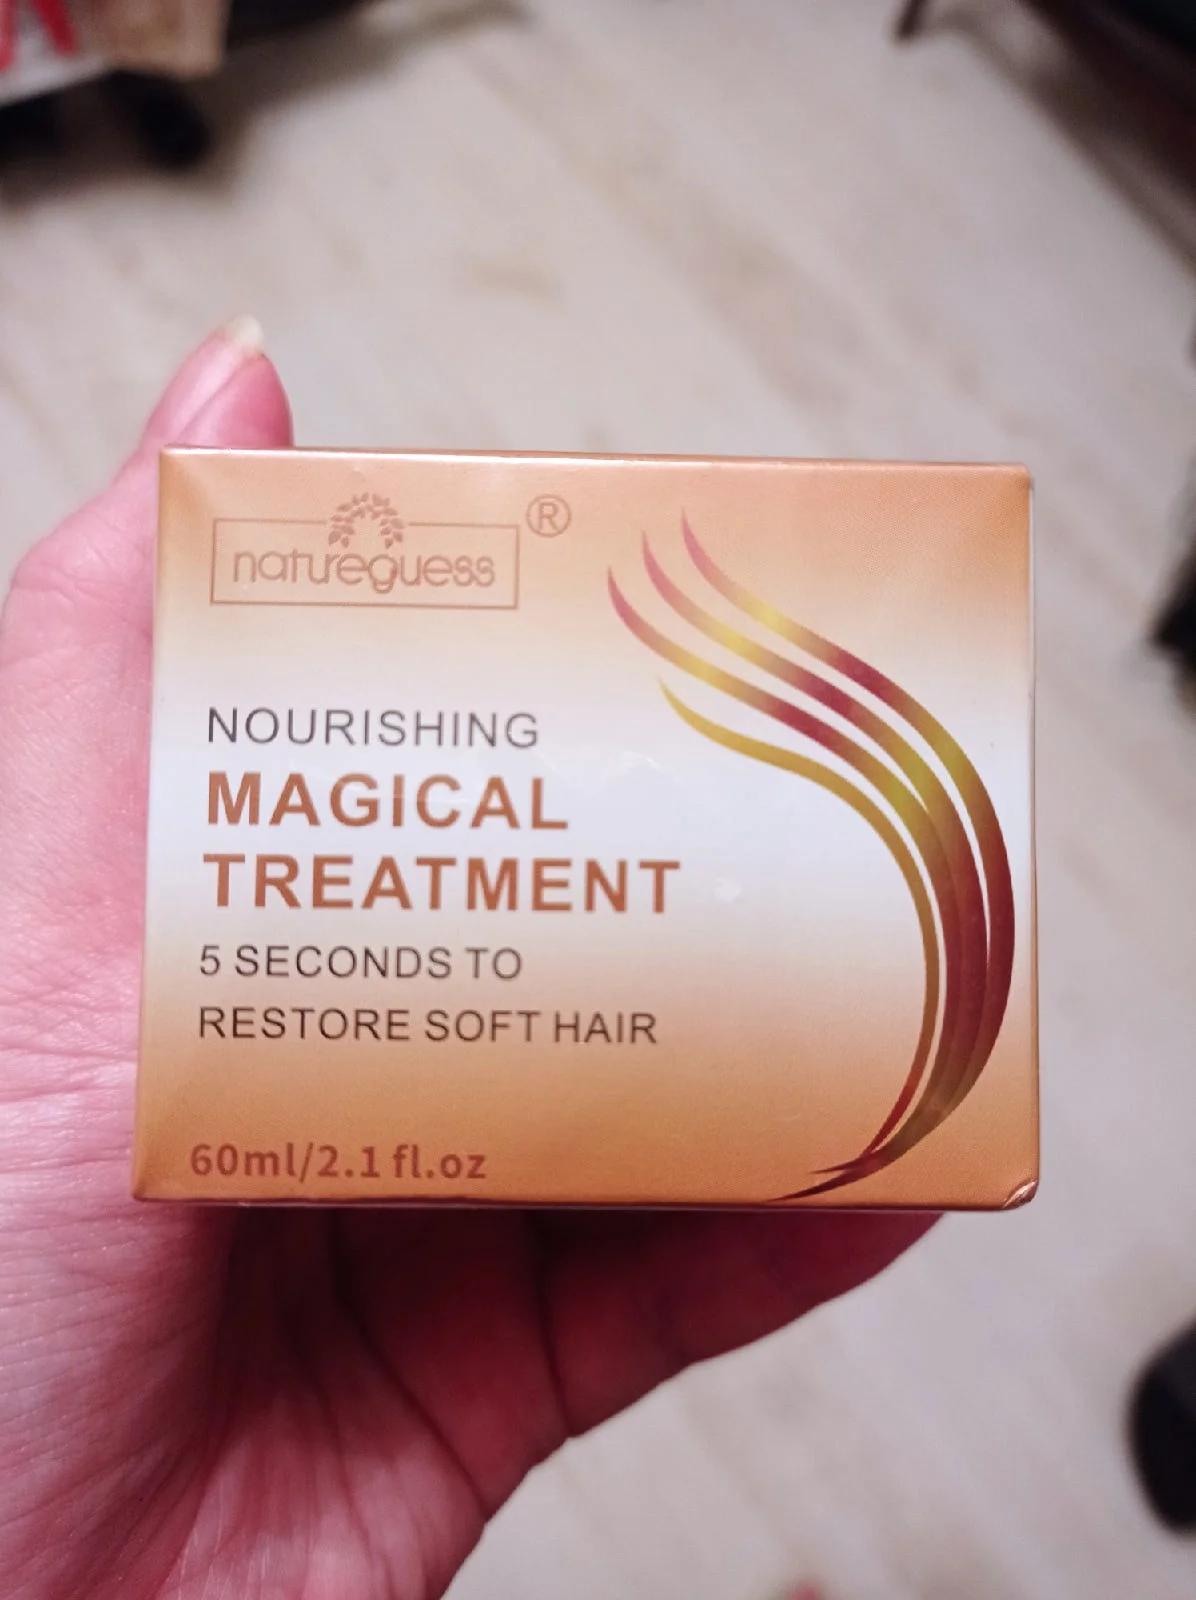 natureguess ®
NOURISHING
MAGICAL
TREATMENT
5 SECONDS TO
RESTORE SOFT HAIR
60ml/2.1 fl.oz